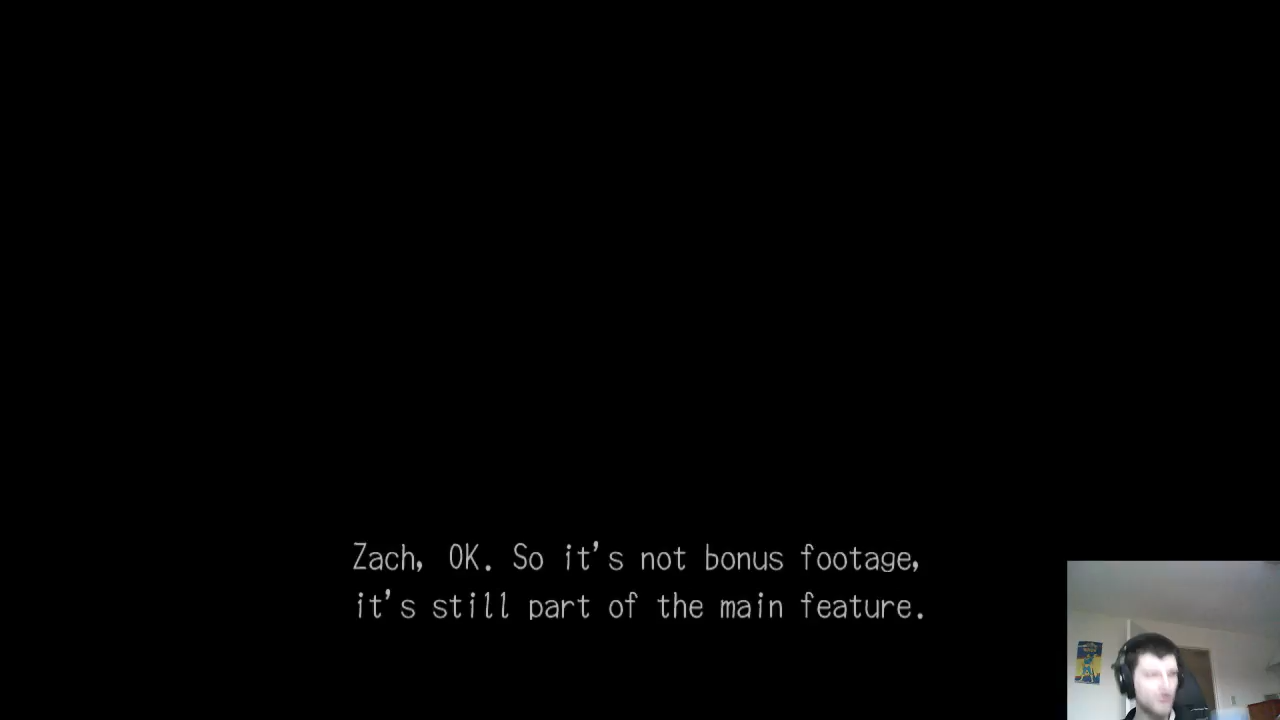 Zach, OK. So it's not bonus footage,
it's still part of the main feature.